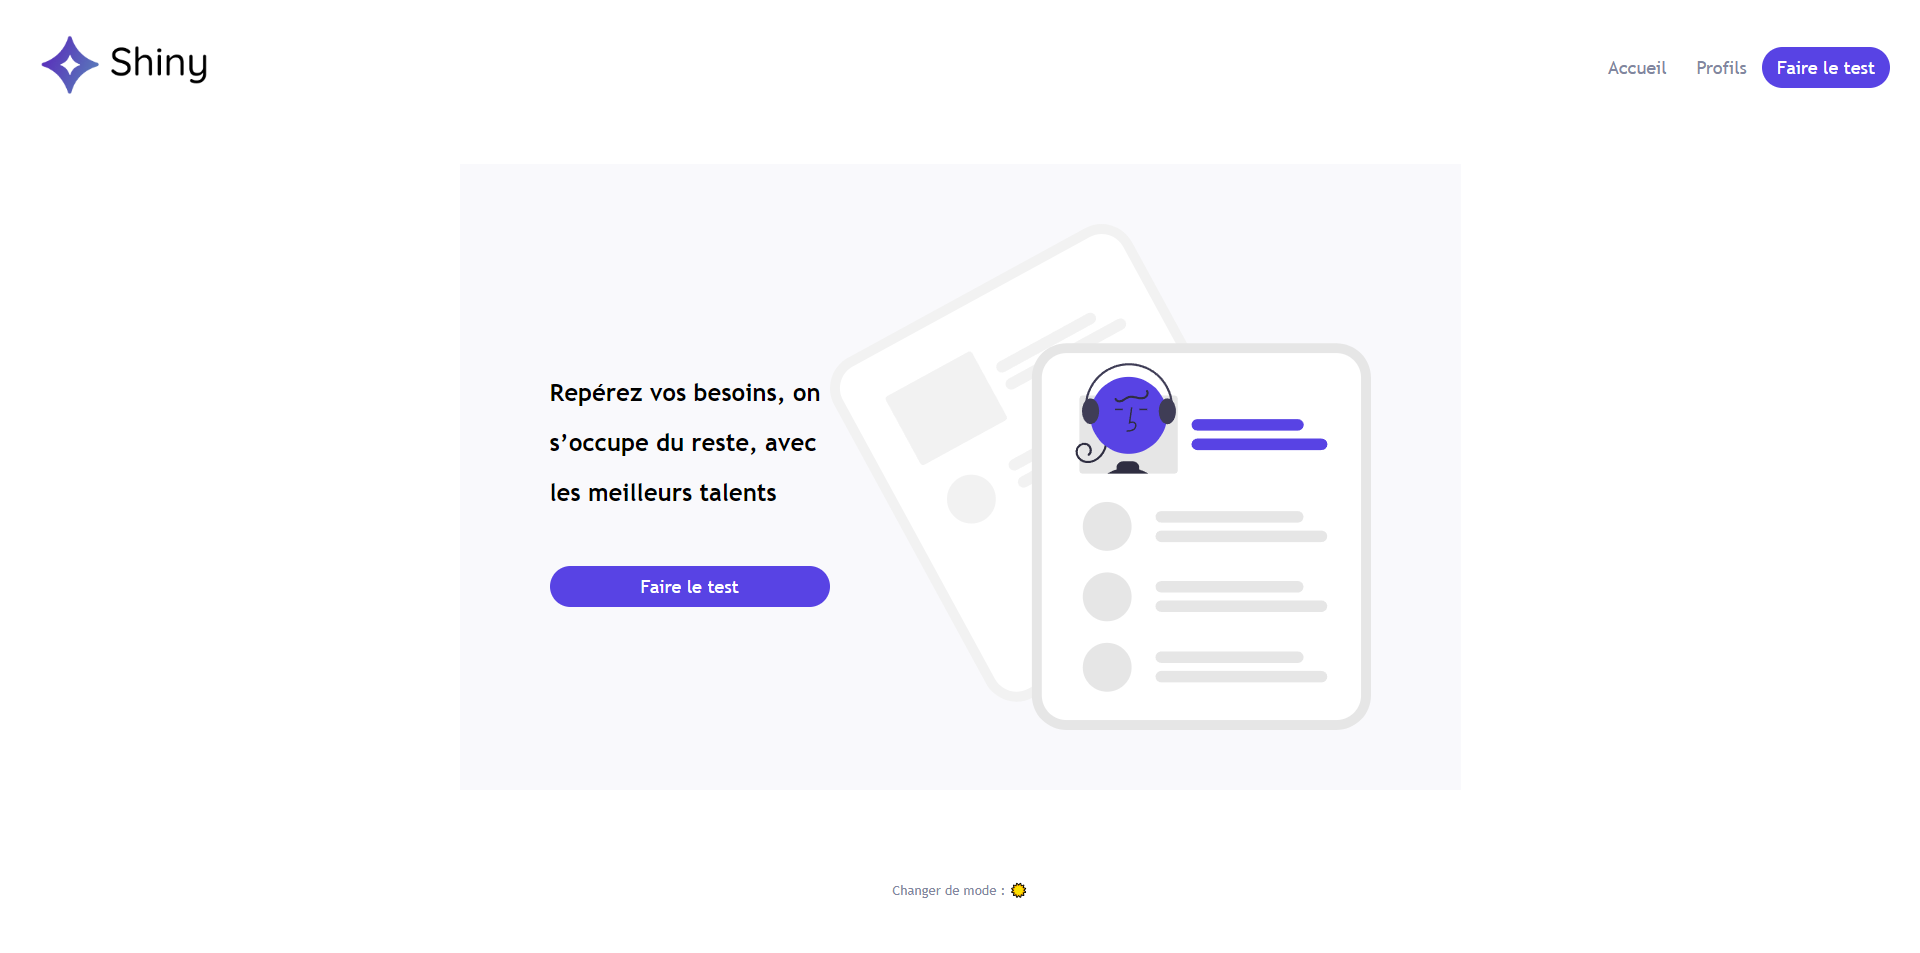 Shiny
Accueil
Profils
Faire le test
Repérez vos besoins, on
s’occupe du reste, avec
les meilleurs talents
Faire le test
Changer de mode : ☀️